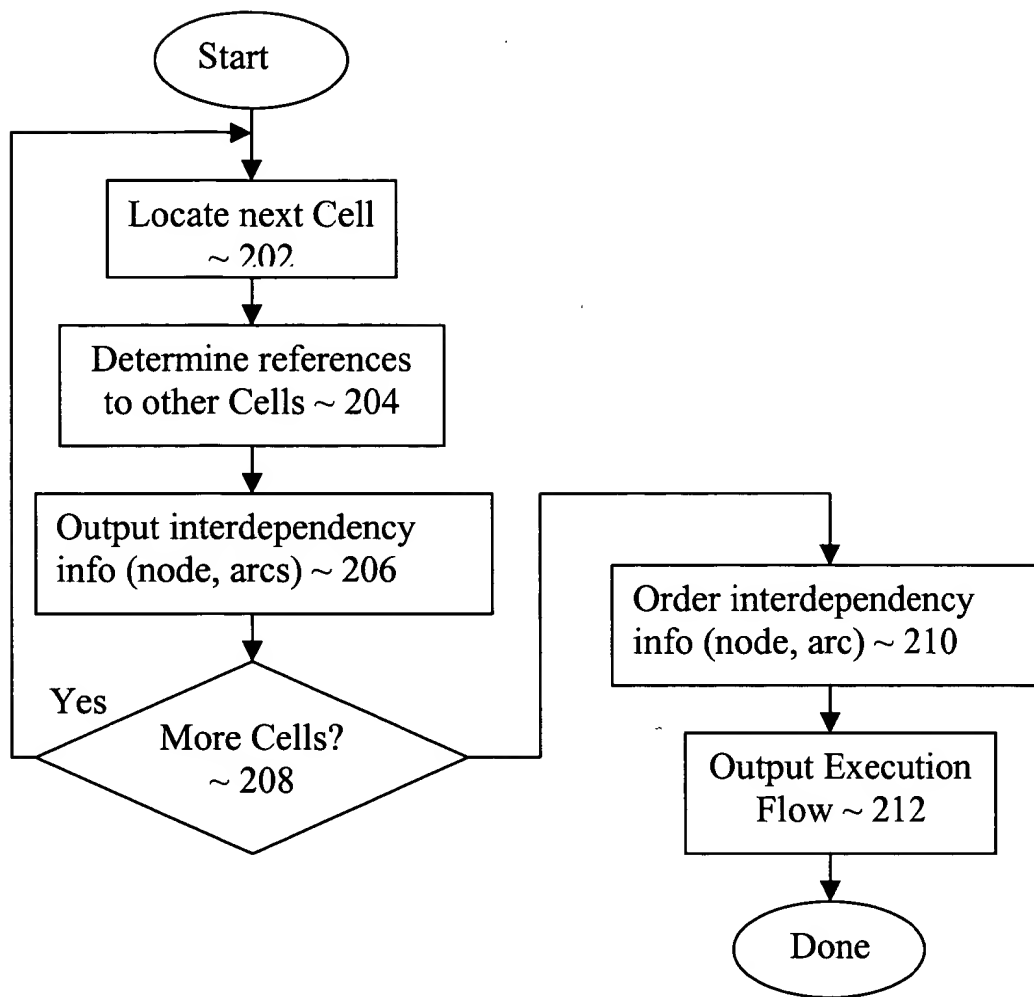 Start
Locate next Cell
~ 202
Determine references
to other Cells ~ 204
Output interdependency
info (node, arcs) ~ 206
Yes
More Cells?
~ 208
Order interdependency
info (node, arc) ~ 210
Output Execution
Flow ~ 212
Done